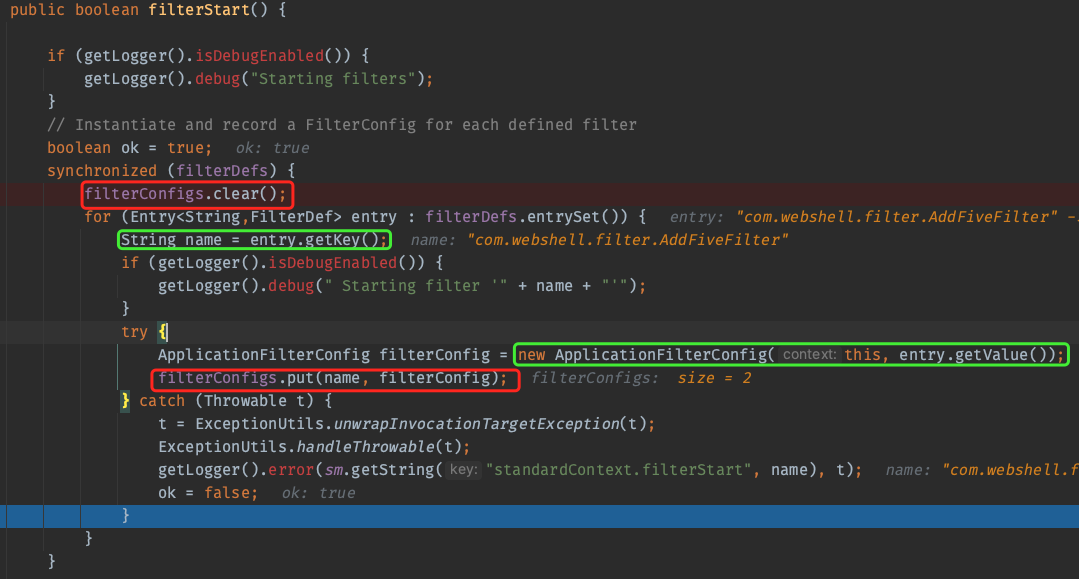 public boolean filterStart() {
if (getLogger().isDebugEnabled()) {
getLogger().debug("Starting filters");
}
// Instantiate and record a FilterConfig for each defined filter
boolean ok = true; ok: true
synchronized (filterDefs) {
filterConfigs.clear();
for (Entry<String,FilterDef> entry : filterDefs.entrySet()) { entry: "com.webshell.filter.AddFiveFilter" -
String name = entry.getKey(); name: "com.webshell.filter.AddFiveFilter"
if (getLogger().isDebugEnabled()) {
getLogger().debug(" Starting filter '" + name + "'");
}
try {
ApplicationFilterConfig filterConfig = new ApplicationFilterConfig( context: this, entry.getValue());
filterConfigs.put(name, filterConfig); filterConfigs: size = 2
} catch (Throwable t) {
t = ExceptionUtils.unwrapInvocationTargetException(t);
ExceptionUtils.handleThrowable(t);
getLogger().error(sm.getString( key: "standardContext.filterStart", name), t); name: "com.webshell.f
ok = false; ok: true
}
}
}